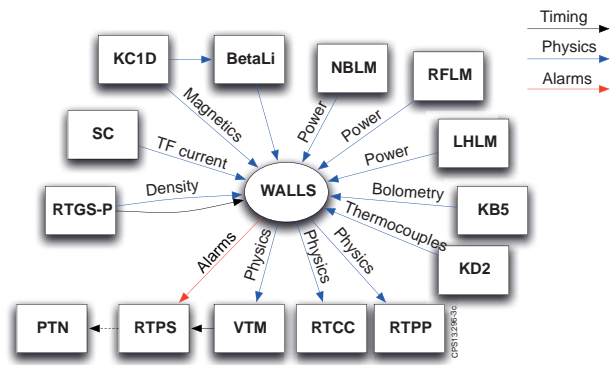 Timing
Physics
Alarms
KC1D
BetaLi
NBLM
RFLM
Magnetics
Power
Power
SC
TF current
Power
LHLM
RTGS-P
Density
WALLS
Bolometry
KB5
Thermocouples
KD2
Alarms
Physics
Physics
Physics
PTN
RTPS
VTM
RTCC
RTPP
CPS13.296-3c